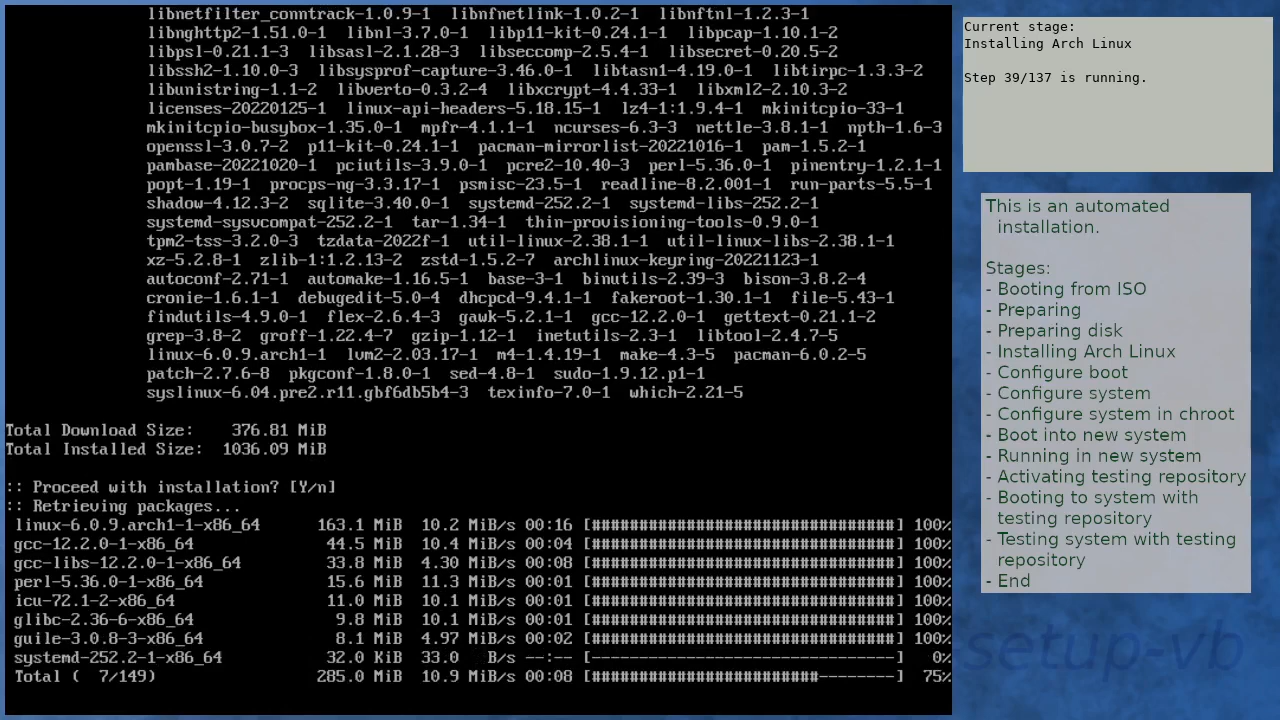 libnetfilter_conntrack-1.0.9-1  libnfnetlink-1.0.2-1  libnftnl-1.2.3-1
libnghttp2-1.51.0-1  libnl-3.7.0-1  libp11-kit-0.24.1-1  libpcap-1.10.1-2
libpsl-0.21.1-3  libsasl-2.1.28-3  libseccomp-2.5.4-1  libsecret-0.20.5-2
libssh2-1.10.0-3  libsysprof-capture-3.46.0-1  libtasn1-4.19.0-1  libtirpc-1.3.3-2
libunistring-1.1-2  libverto-0.3.2-4  libxcrypt-4.4.33-1  libxml2-2.10.3-2
licenses-20220125-1  linux-api-headers-5.18.15-1  lz4-1:1.9.4-1  mkinitcpio-33-1
mkinitcpio-busybox-1.35.0-1  mpfr-4.1.1-1  ncurses-6.3-3  nettle-3.8.1-1  npth-1.6-3
openssl-3.0.7-2  p11-kit-0.24.1-1  pacman-mirrorlist-20221016-1  pam-1.5.2-1
pambase-20221020-1  pciutils-3.9.0-1  pcre2-10.40-3  perl-5.36.0-1  pinentry-1.2.1-1
popt-1.19-1  procps-ng-3.3.17-1  psmisc-23.5-1  readline-8.2.001-1  run-parts-5.5-1
shadow-4.12.3-2  sqlite-3.40.0-1  systemd-252.2-1  systemd-libs-252.2-1
systemd-sysvcompat-252.2-1  tar-1.34-1  thin-provisioning-tools-0.9.0-1
tpm2-tss-3.2.0-3  tzdata-2022f-1  util-linux-2.38.1-1  util-linux-libs-2.38.1-1
xz-5.2.8-1  zlib-1:1.2.13-2  zstd-1.5.2-7  archlinux-keyring-20221123-1
autoconf-2.71-1  automake-1.16.5-1  base-3-1  binutils-2.39-3  bison-3.8.2-4
cronie-1.6.1-1  debugedit-5.0-4  dhcpcd-9.4.1-1  fakeroot-1.30.1-1  file-5.43-1
findutils-4.9.0-1  flex-2.6.4-3  gawk-5.2.1-1  gcc-12.2.0-1  gettext-0.21.1-2
grep-3.8-2  groff-1.22.4-7  gzip-1.12-1  inetutils-2.3-1  libtool-2.4.7-5
linux-6.0.9.arch1-1  lvm2-2.03.17-1  m4-1.4.19-1  make-4.3-5  pacman-6.0.2-5
patch-2.7.6-8  pkgconf-1.8.0-1  sed-4.8-1  sudo-1.9.12.p1-1
syslinux-6.04.pre2.r11.gbf6db5b4-3  texinfo-7.0-1  which-2.21-5
Total Download Size:    376.81 MiB
Total Installed Size:  1036.09 MiB
:: Proceed with installation? [Y/n]
:: Retrieving packages...
linux-6.0.9.arch1-1-x86_64      163.1 MiB  10.2 MiB/s 00:16 [################################] 100%
gcc-12.2.0-1-x86_64              44.5 MiB  10.4 MiB/s 00:04 [################################] 100%
gcc-libs-12.2.0-1-x86_64         33.8 MiB  4.30 MiB/s 00:08 [################################] 100%
perl-5.36.0-1-x86_64             15.6 MiB  11.3 MiB/s 00:01 [################################] 100%
icu-72.1-2-x86_64                11.0 MiB  10.1 MiB/s 00:01 [################################] 100%
glibc-2.36-6-x86_64               9.8 MiB  10.1 MiB/s 00:01 [################################] 100%
guile-3.0.8-3-x86_64              8.1 MiB  4.97 MiB/s 00:02 [################################] 100%
systemd-252.2-1-x86_64           32.0 KiB  33.0   B/s --:-- [--------------------------------]   0%
Total (  7/149)                 285.0 MiB  10.9 MiB/s 00:08 [########################--------]  75%
Current stage:
Installing Arch Linux
Step 39/137 is running.
This is an automated
installation.
Stages:
- Booting from ISO
- Preparing
- Preparing disk
- Installing Arch Linux
- Configure boot
- Configure system
- Configure system in chroot
- Boot into new system
- Running in new system
- Activating testing repository
- Booting to system with
testing repository
- Testing system with testing
repository
- End
setup-vb